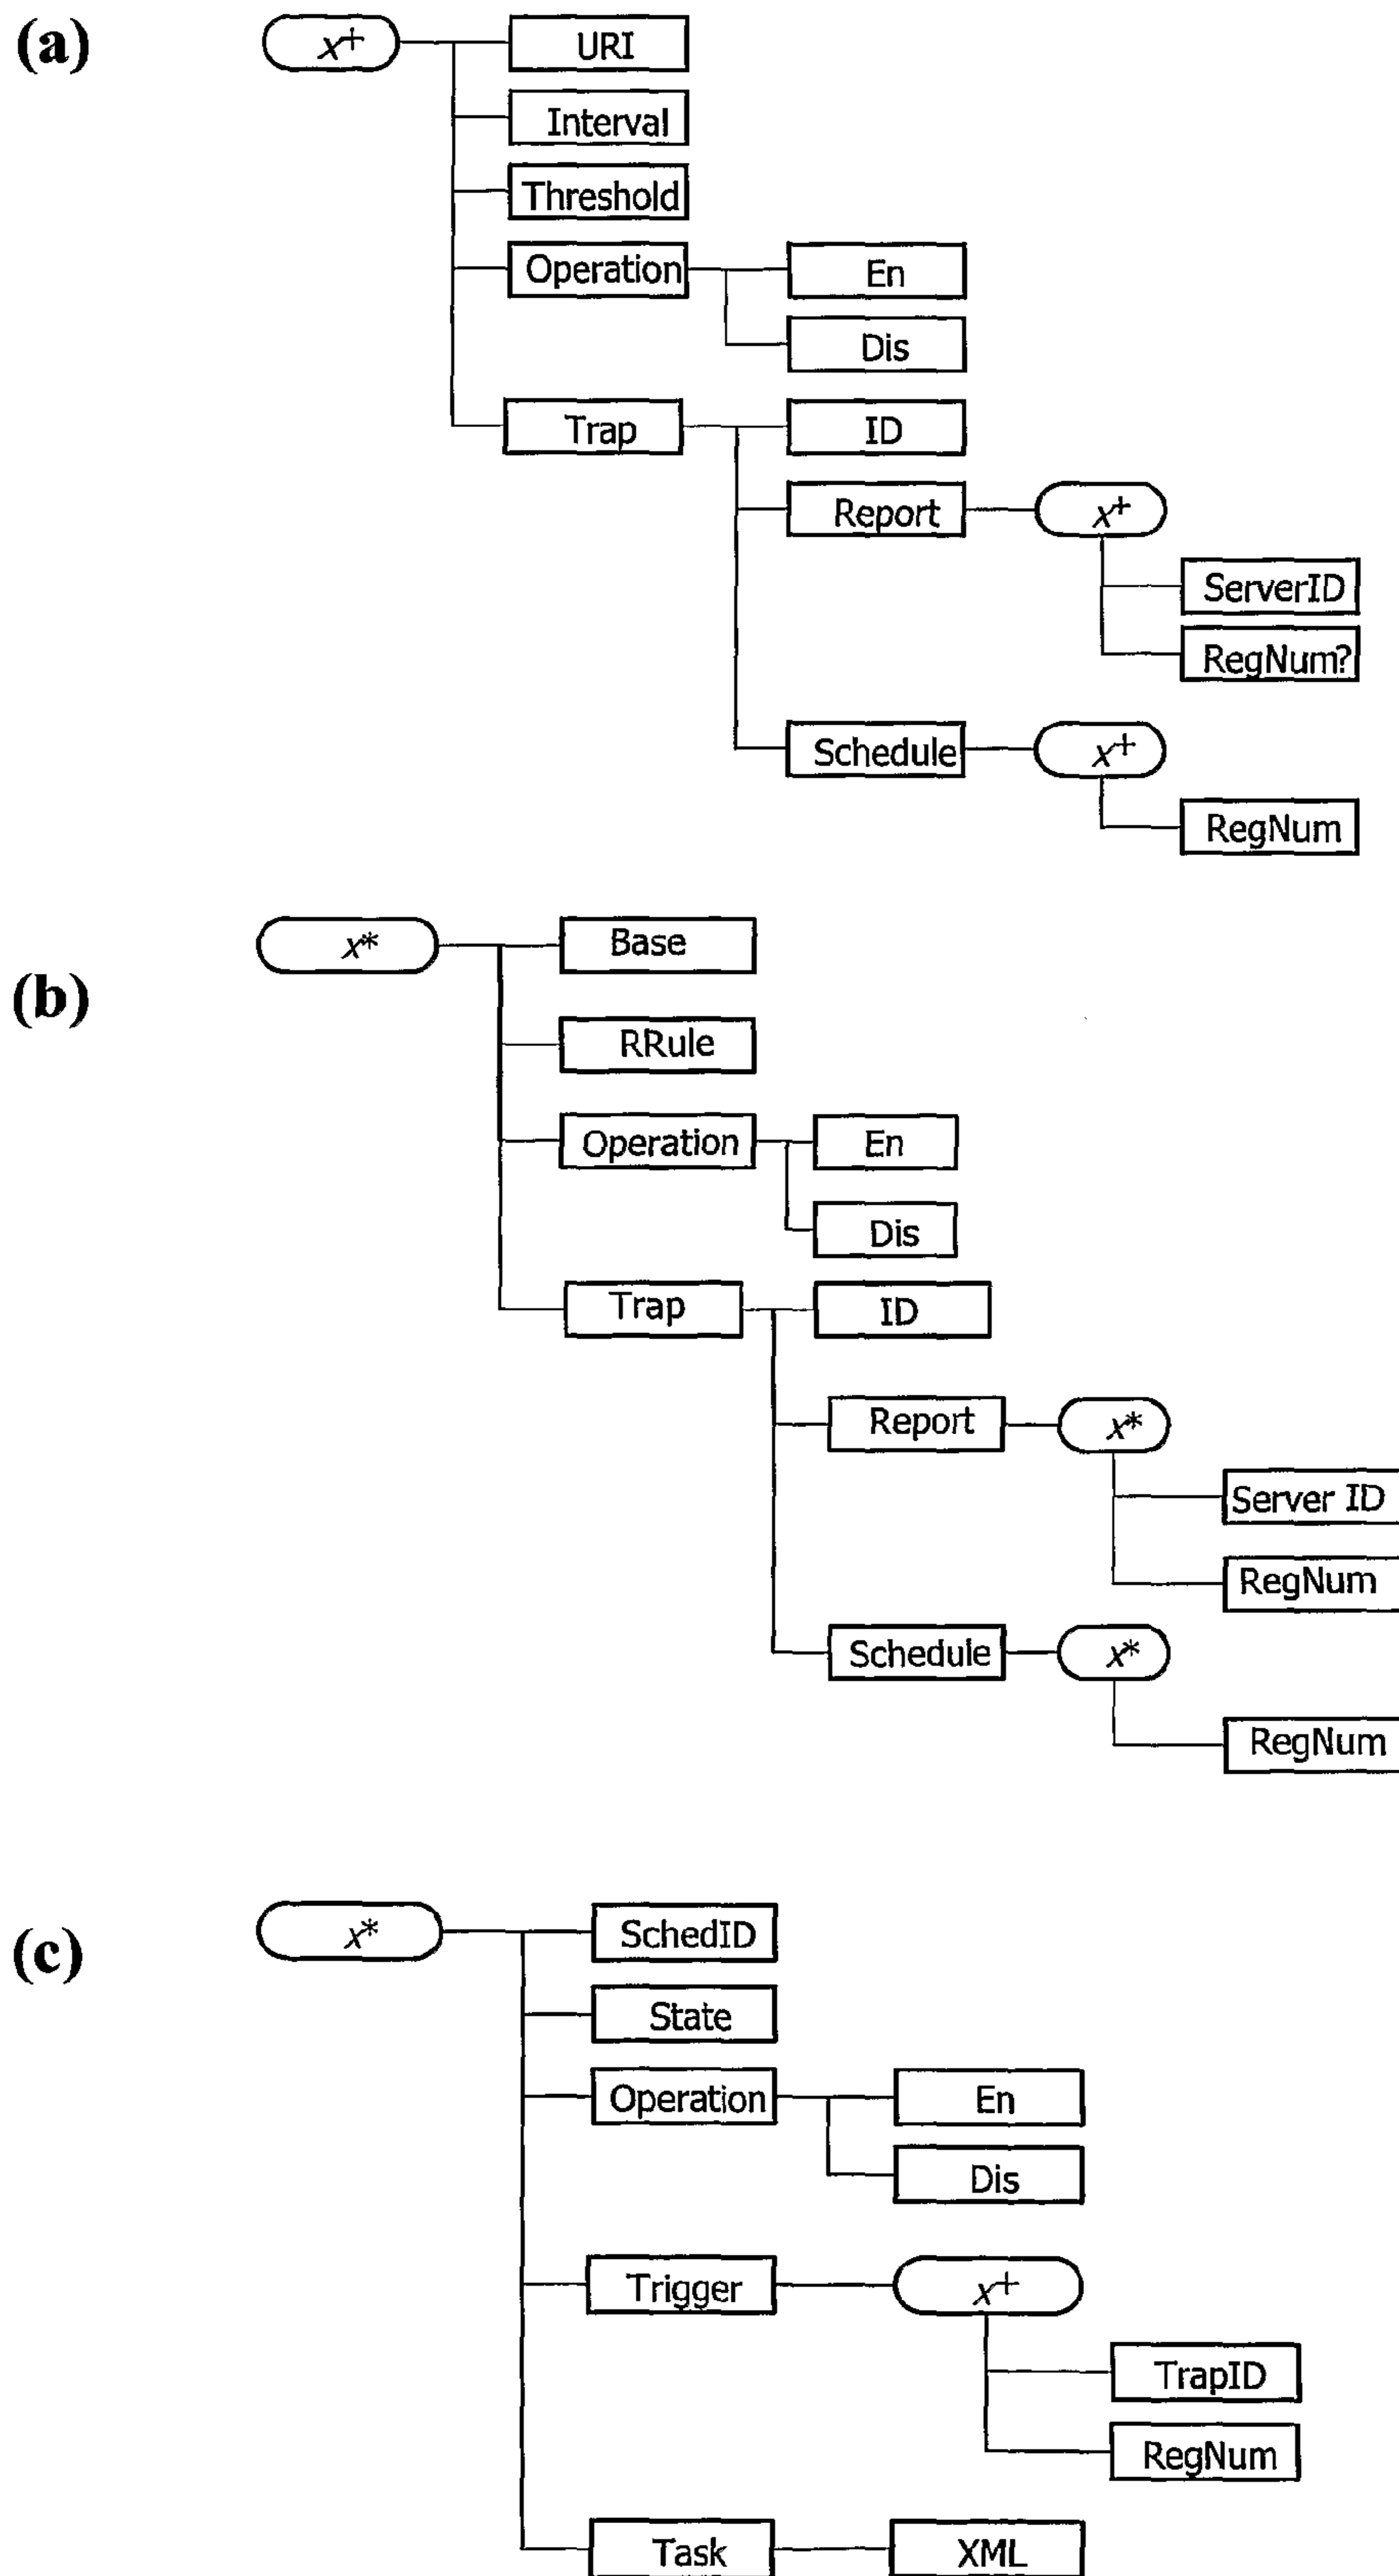 (a)
x+
URI
Interval
Threshold
Operation
En
Dis
Trap
ID
Report
x+
ServerID
RegNum?
Schedule
x+
RegNum
(b)
x*
Base
RRule
Operation
En
Dis
Trap
ID
Report
x*
Server ID
RegNum
Schedule
x*
RegNum
(c)
x*
SchedID
State
Operation
En
Dis
Trigger
x+
TrapID
RegNum
Task
XML